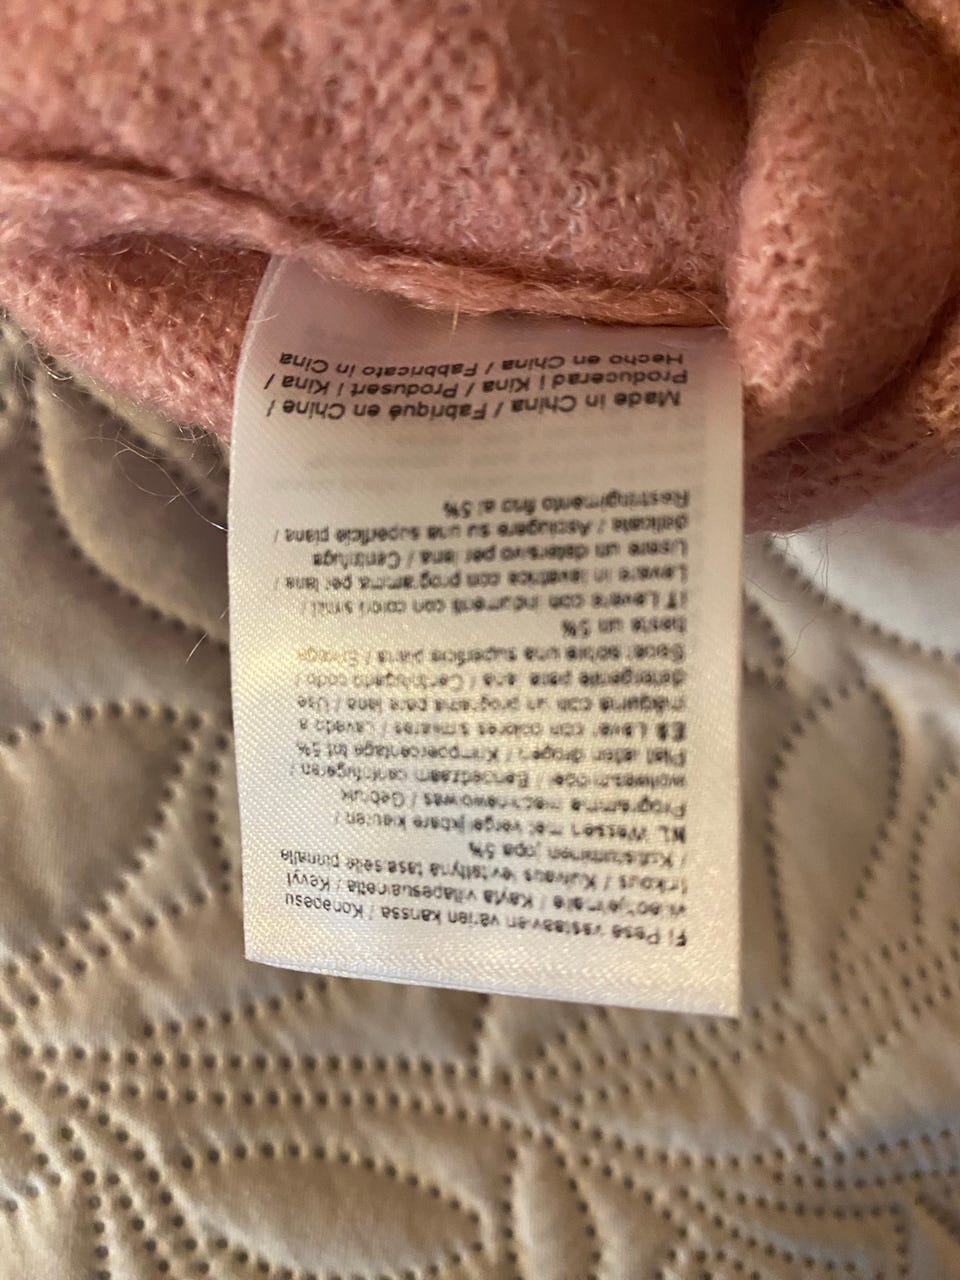 FI Pese vastaavien värien kanssa / Konepesu
villaohjelmalla / Käytä villapesuainetta / Kevyt
linkous / Kuivaus levitettynä tasaiselle pinnalle
/ Kutistuminen jopa 5%
NL Wassen met vergelijkbare kleuren /
Programma machinewas / Gebruik
wolwasmiddel / Behoedzaam centrifugeren /
Plat laten drogen / Krimppercentage tot 5%
ES Lavar con colores similares / Lavado a
máquina con un programa para lana / Use
detergente para lana / Centrifugado corto /
Secar sobre una superficie plana / Encoge
hasta un 5%
IT Lavare con indumenti con colori simili /
Lavare in lavatrice con programma per lana /
Usare un detersivo per lana / Centrifuga
delicata / Asciugare su una superficie piana /
Restringimento fino al 5%
Made in China / Fabriqué en Chine /
Producerad i Kina / Produsert i Kina /
Hecho en China / Fabbricato in Cina